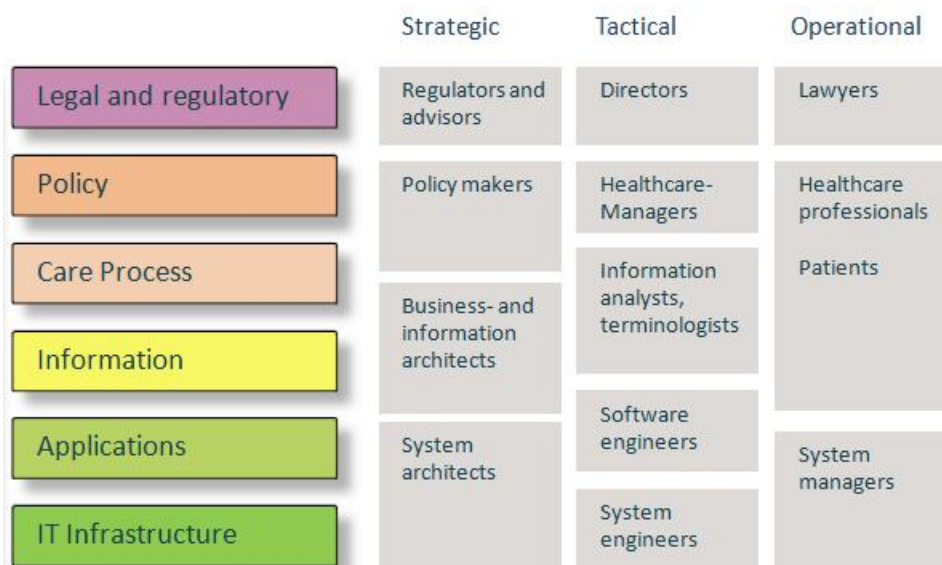 Strategic Tactical Operational
Legal and regulatory
Regulators and
advisors
Directors
Lawyers
Policy
Policy makers
Healthcare-
Managers
Healthcare
professionals
Patients
Care Process
Information
analysts,
terminologists
Business- and
information
architects
Information
Applications
System
architects
Software
engineers
System
managers
IT Infrastructure
System
engineers